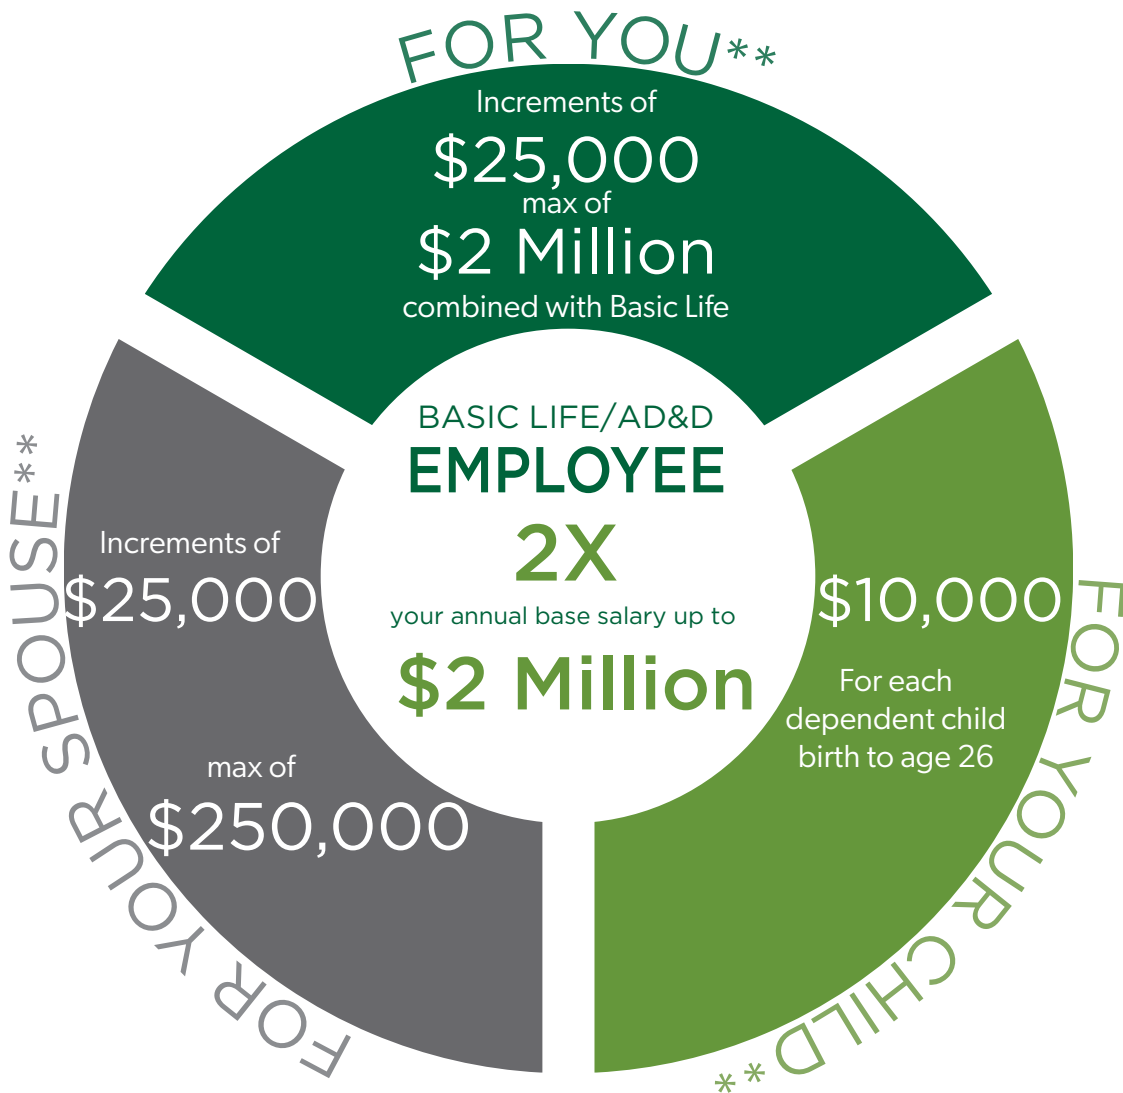 FOR YOU**
Increments of
$25,000
max of
$2 Million
combined with Basic Life
BASIC LIFE/AD&D
EMPLOYEE
2X
your annual base salary up to
$2 Million
FOR YOUR SPOUSE**
Increments of
$25,000
max of
$250,000
FOR YOUR CHILD**
$10,000
For each
dependent child
birth to age 26